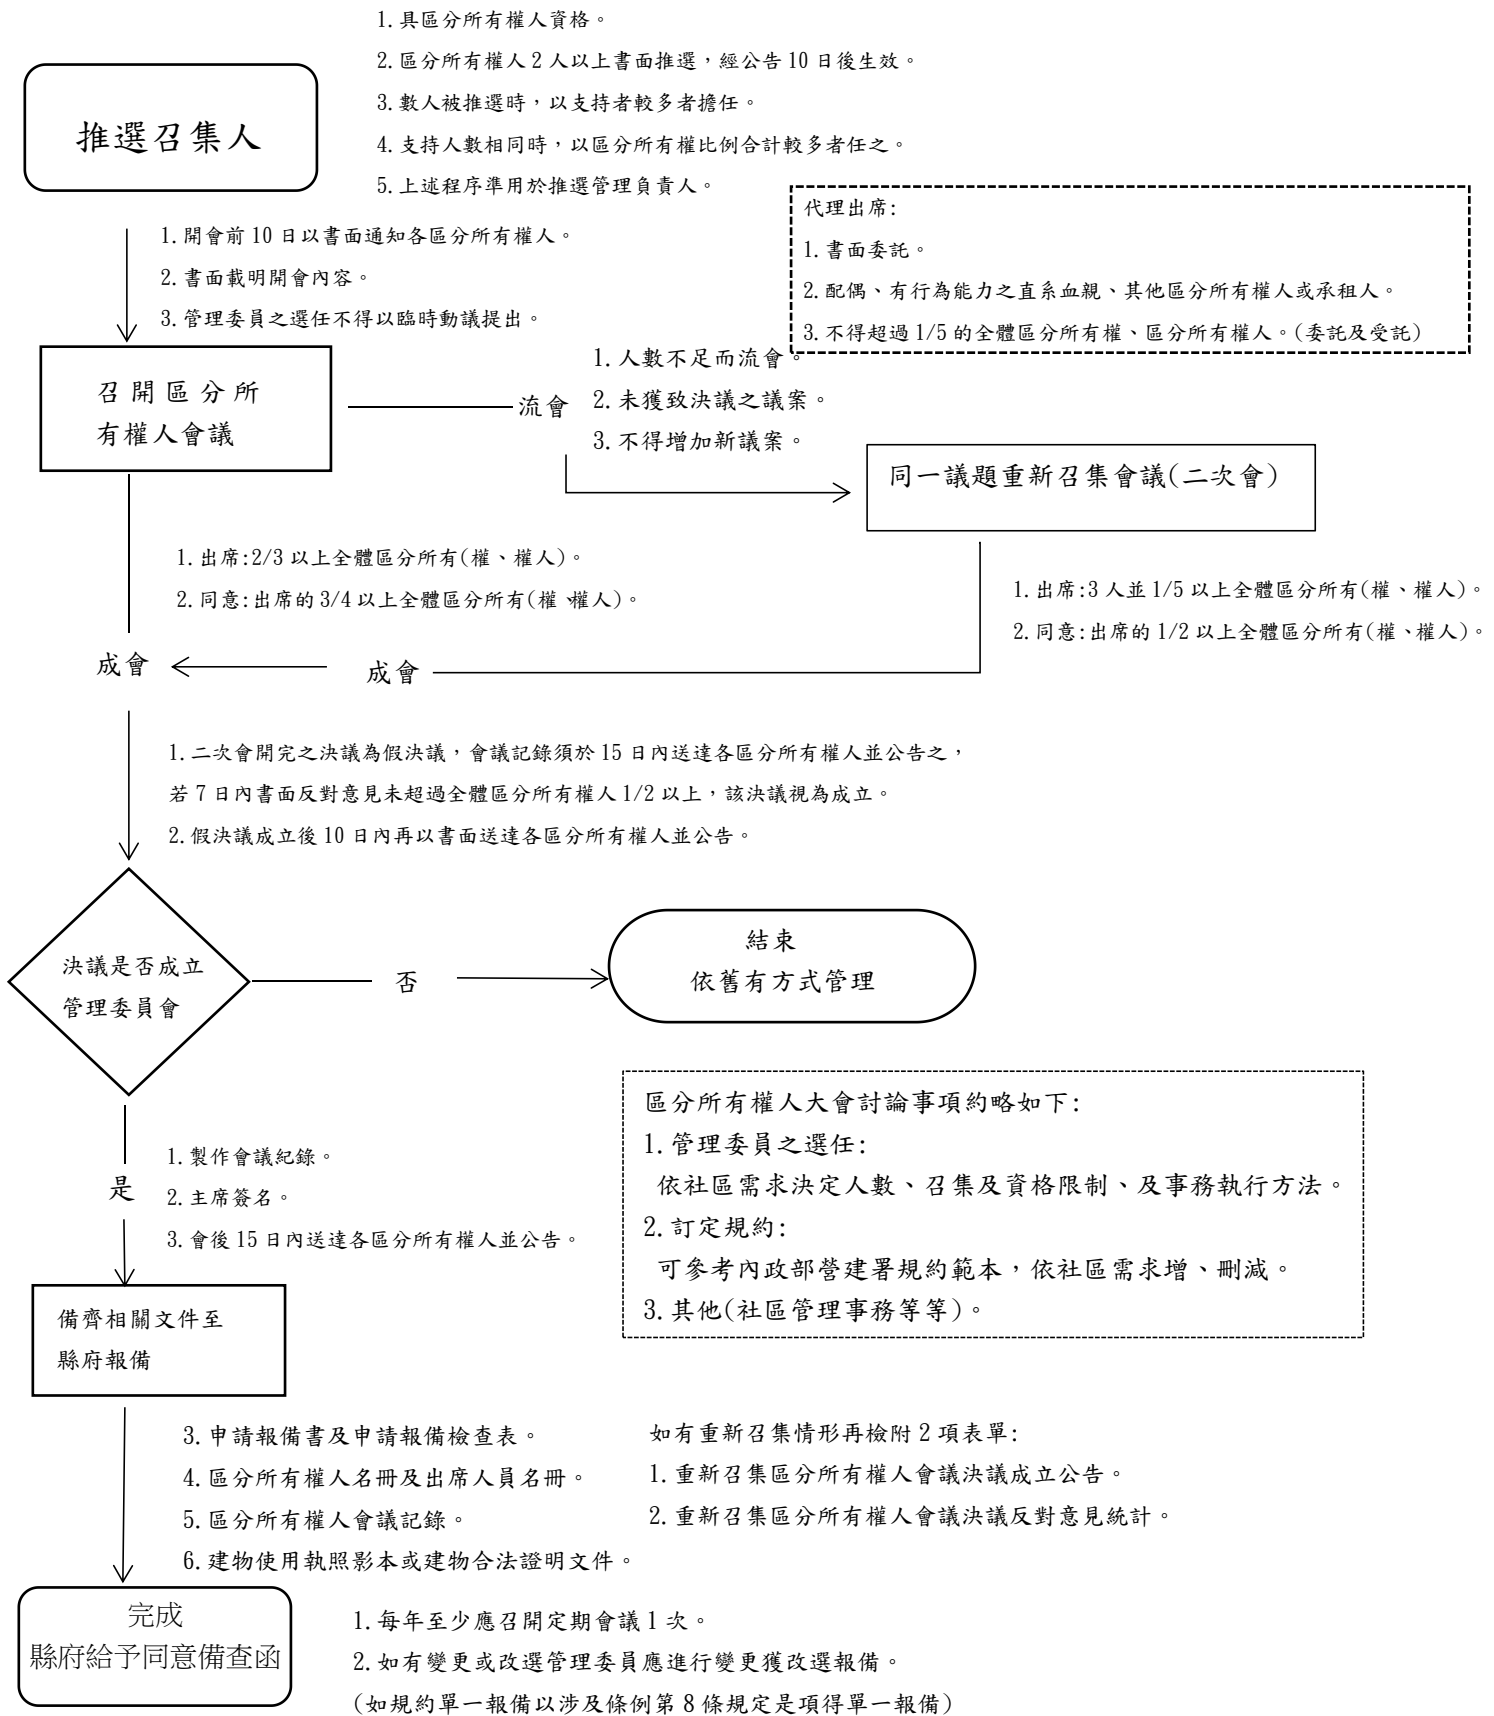 1.具區分所有權人資格。
2.區分所有權人2人以上書面推選，經公告10日後生效。
3.數人被推選時，以支持者較多者擔任。
4.支持人數相同時，以區分所有權比例合計較多者任之。
5.上述程序準用於推選管理負責人。
推選召集人
代理出席:
1.書面委託。
2.配偶、有行為能力之直系血親、其他區分所有權人或承租人。
3.不得超過1/5的全體區分所有權、區分所有權人。(委託及受託)
1.開會前10日以書面通知各區分所有權人。
2.書面載明開會內容。
3.管理委員之選任不得以臨時動議提出。
召開區分所
有權人會議
流會
1.人數不足而流會。
2.未獲致決議之議案。
3.不得增加新議案。
同一議題重新召集會議(二次會)
1.出席:2/3以上全體區分所有(權、權人)。
2.同意:出席的3/4以上全體區分所有(權、權人)。
1.出席:3人並1/5以上全體區分所有(權、權人)。
2.同意:出席的1/2以上全體區分所有(權、權人)。
成會
成會
1.二次會開完之決議為假決議，會議記錄須於15日內送達各區分所有權人並公告之，
若7日內書面反對意見未超過全體區分所有權人1/2以上，該決議視為成立。
2.假決議成立後10日內再以書面送達各區分所有權人並公告。
決議是否成立
管理委員會
否
結束
依舊有方式管理
區分所有權人大會討論事項約略如下:
1.管理委員之選任:
依社區需求決定人數、召集及資格限制、及事務執行方法。
2.訂定規約:
可參考內政部營建署規約範本，依社區需求增、刪減。
3.其他(社區管理事務等等)。
是
1.製作會議紀錄。
2.主席簽名。
3.會後15日內送達各區分所有權人並公告。
備齊相關文件至
縣府報備
3.申請報備書及申請報備檢查表。
4.區分所有權人名冊及出席人員名冊。
5.區分所有權人會議記錄。
6.建物使用執照影本或建物合法證明文件。
如有重新召集情形再檢附2項表單:
1.重新召集區分所有權人會議決議成立公告。
2.重新召集區分所有權人會議決議反對意見統計。
完成
縣府給予同意備查函
1.每年至少應召開定期會議1次。
2.如有變更或改選管理委員應進行變更獲改選報備。
(如規約單一報備以涉及條例第8條規定是項得單一報備)